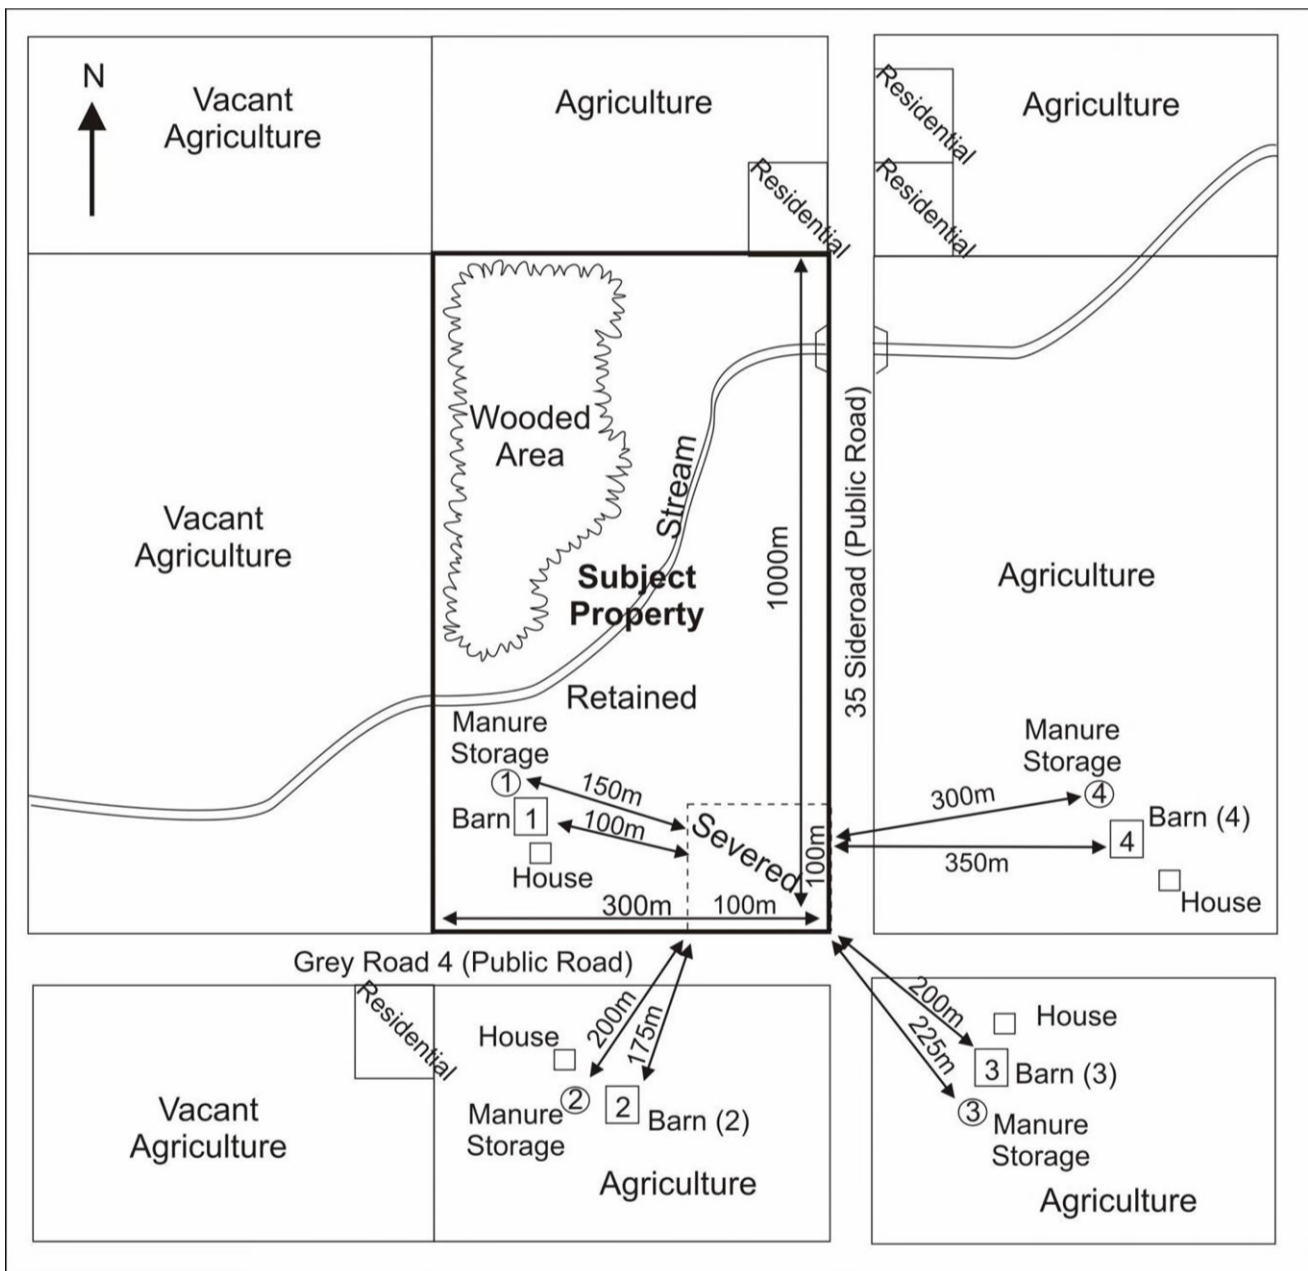 N
Vacant
Agriculture
Agriculture
Residential
Residential
Residential
Agriculture
Wooded
Area
Stream
Subject
Property
1000m
35 Sideroad (Public Road)
Vacant
Agriculture
Agriculture
Retained
Manure
Storage
1
Barn
1
House
150m
100m
Severed
100m
300m
100m
Manure
Storage
4
Barn (4)
4
300m
350m
House
Grey Road 4 (Public Road)
Residential
Vacant
Agriculture
House
200m
175m
2
2
Manure
Storage
Barn (2)
Agriculture
200m
225m
House
3
Barn (3)
3
Manure
Storage
Agriculture